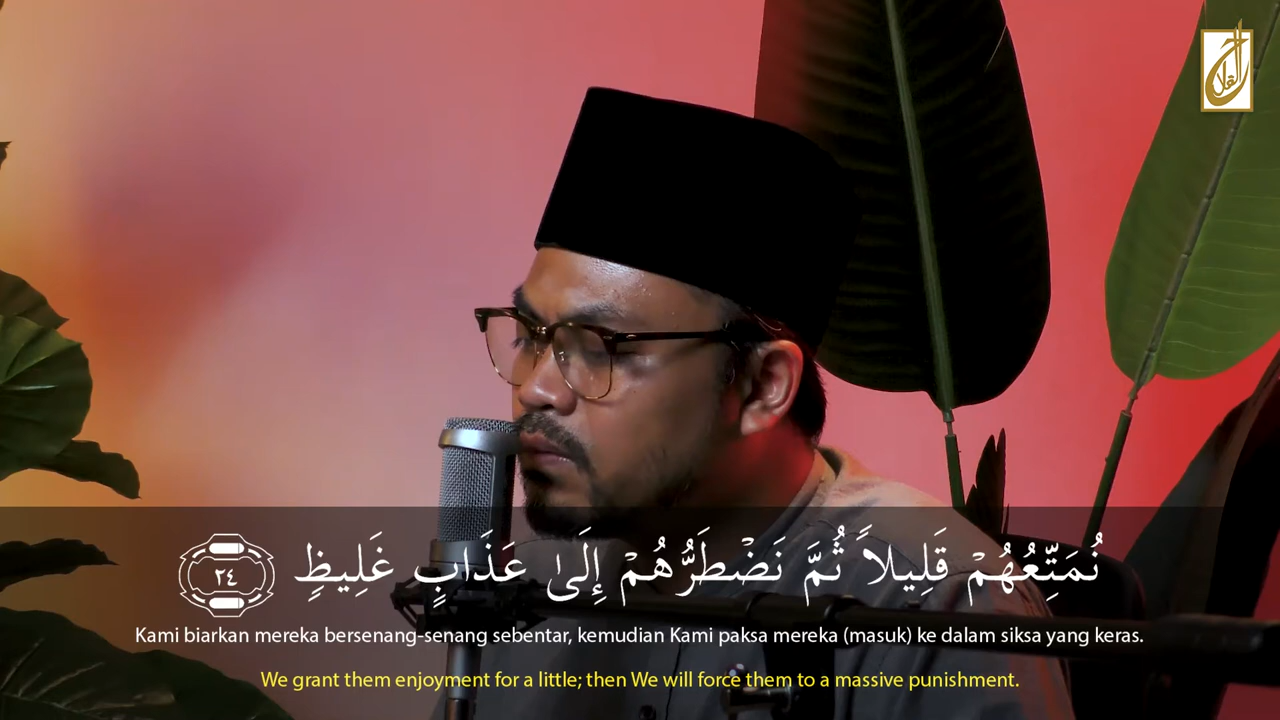 نُمَتِّعُهُمْ قَلِيلاً ثُمَّ نَضْطَرُّهُمْ إِلَىٰ عَذَابٍ غَلِيظٍ ٢٤
Kami biarkan mereka bersenang-senang sebentar, kemudian Kami paksa mereka (masuk) ke dalam siksa yang keras.
We grant them enjoyment for a little; then We will force them to a massive punishment.